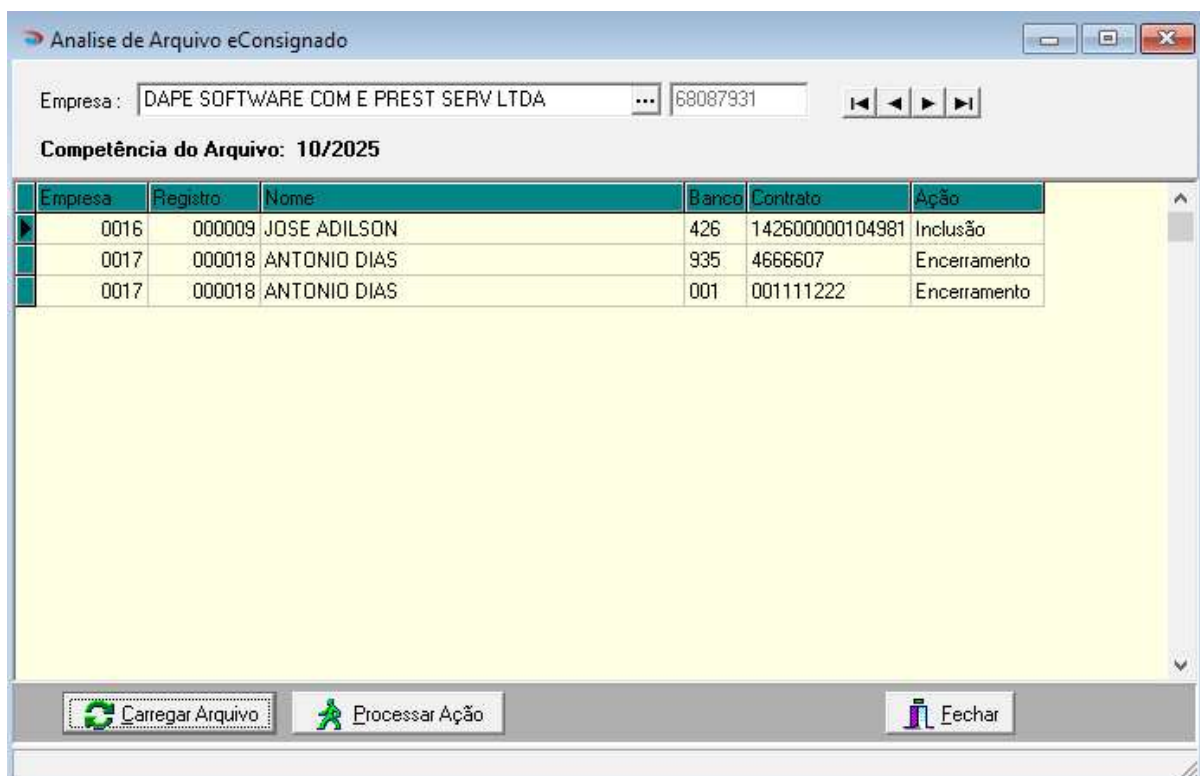 Analise de Arquivo eConsignado
Empresa : DAPE SOFTWARE COM E PREST SERV LTDA ... 68087931
Competência do Arquivo: 10/2025
Empresa Registro Nome Banco Contrato Ação
0016 000009 JOSE ADILSON 426 142600000104981 Inclusão
0017 000018 ANTONIO DIAS 935 4666607 Encerramento
0017 000018 ANTONIO DIAS 001 001111222 Encerramento
Carregar Arquivo Processar Ação Fechar